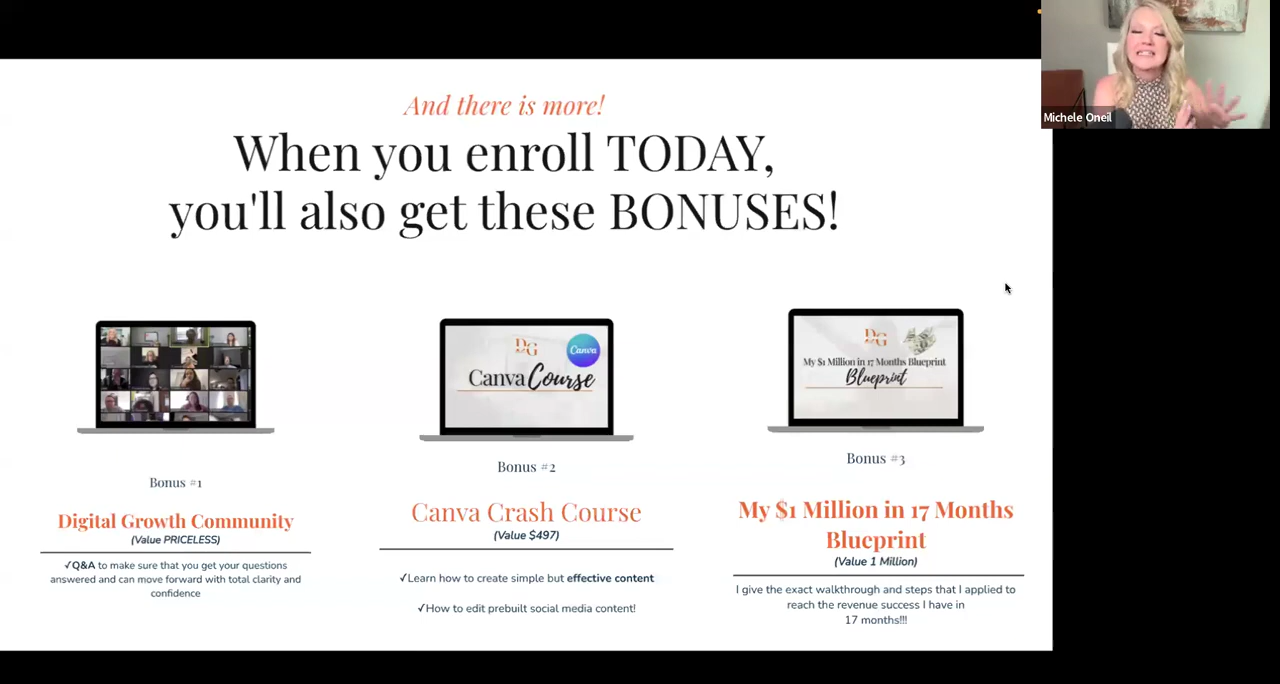 Michele Oneil
And there is more!
When you enroll TODAY,
you'll also get these BONUSES!
DG
Canva
Canva Course
DG
My $1 Million in 17 Months Blueprint
Blueprint
Bonus #1
Digital Growth Community
(Value PRICELESS)
✓Q&A to make sure that you get your questions
answered and can move forward with total clarity and
confidence
Bonus #2
Canva Crash Course
(Value $497)
✓Learn how to create simple but effective content
✓How to edit prebuilt social media content!
Bonus #3
My $1 Million in 17 Months
Blueprint
(Value 1 Million)
I give the exact walkthrough and steps that I applied to
reach the revenue success I have in
17 months!!!